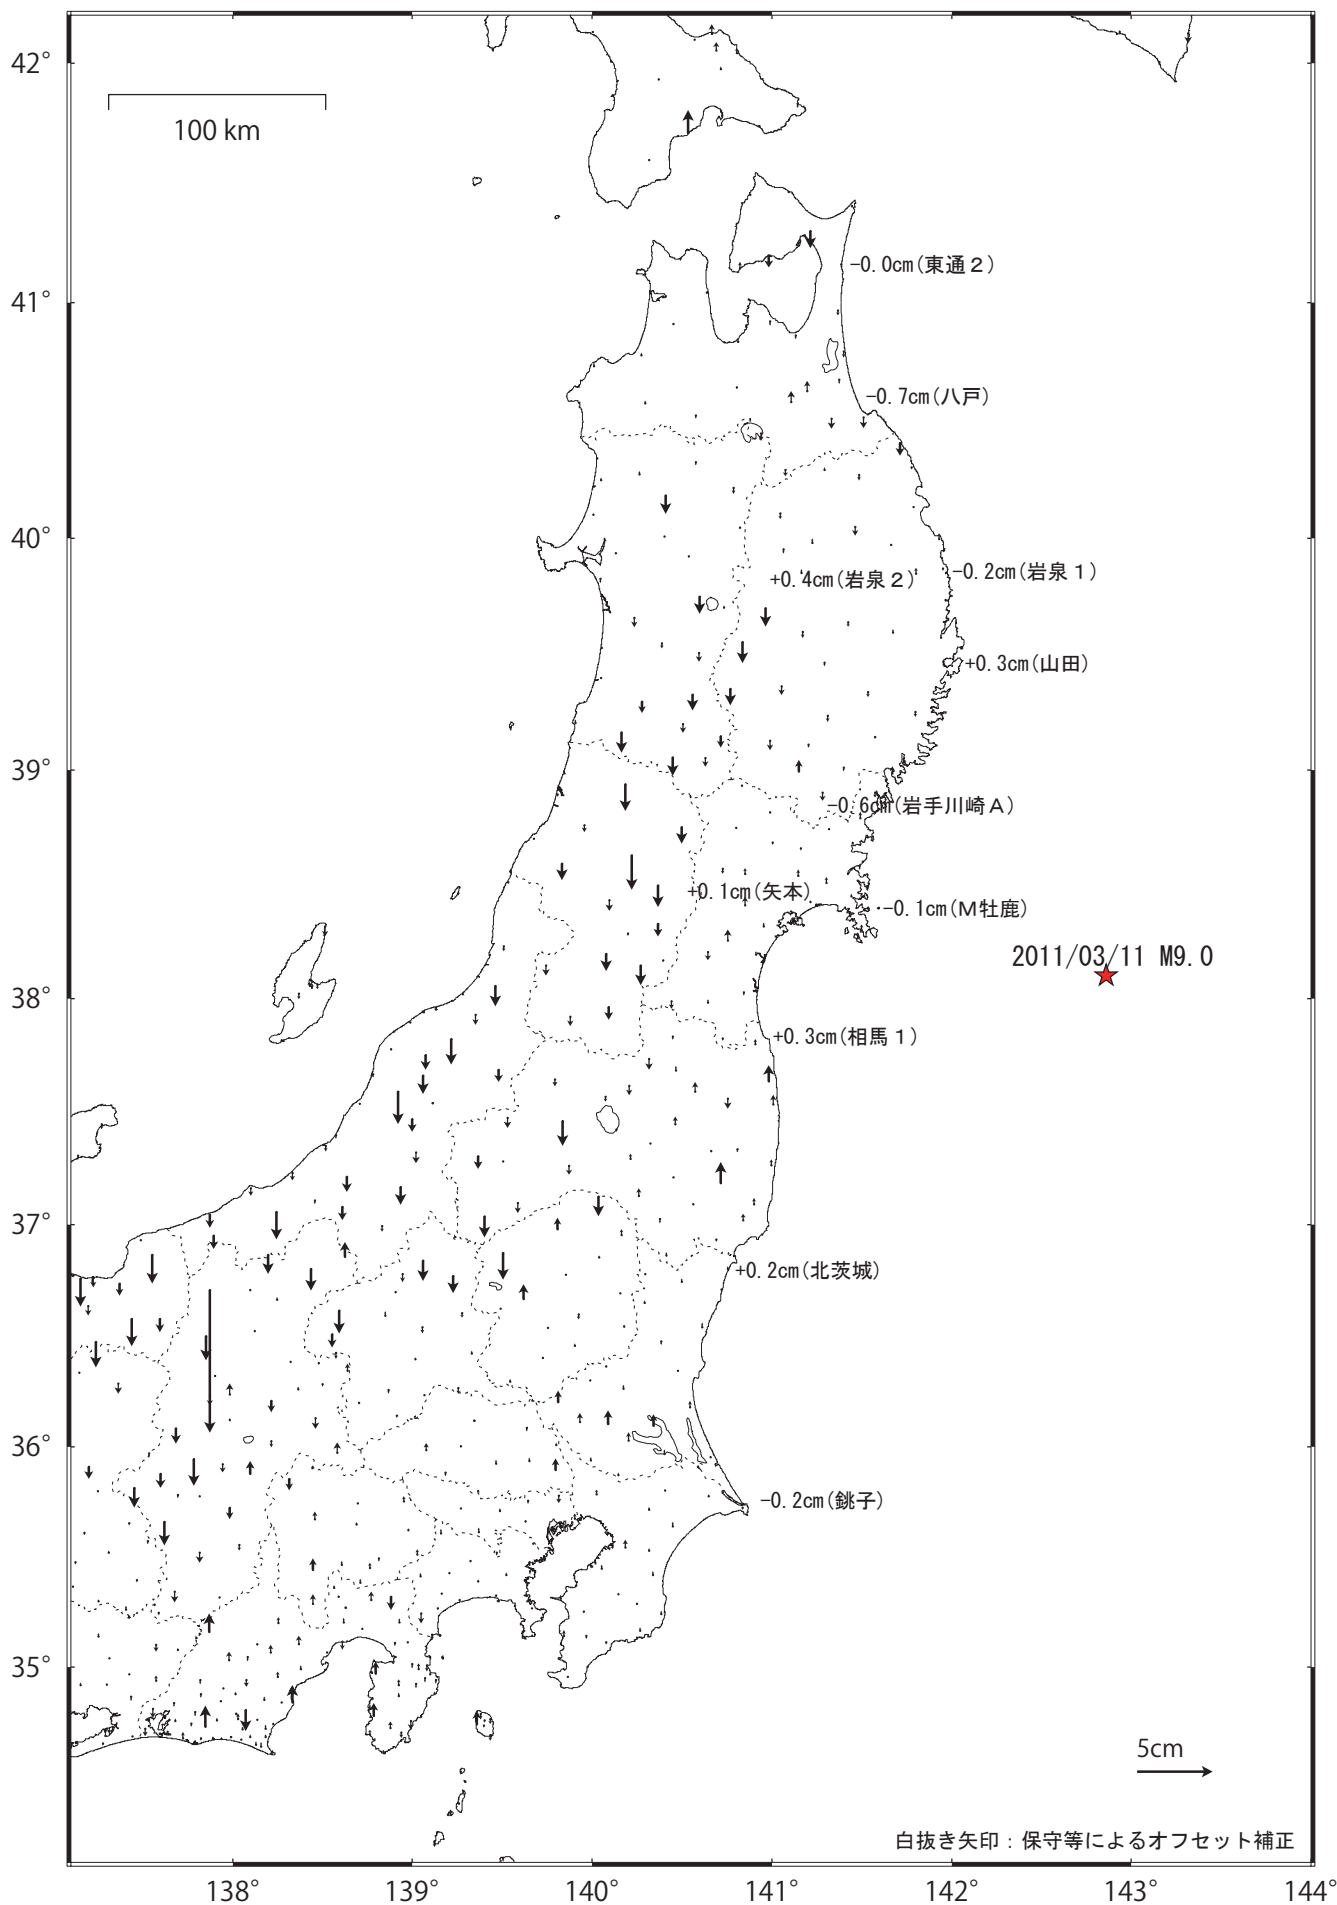 42°
100 km
-0.0cm(東通２)
41°
-0.7cm(八戸)
40°
-0.2cm(岩泉１)
+0.4cm(岩泉２)
+0.3cm(山田)
39°
-0.6cm(岩手川崎Ａ)
+0.1cm(矢本)
-0.1cm(Ｍ牡鹿)
2011/03/11 M9.0
38°
+0.3cm(相馬１)
37°
+0.2cm(北茨城)
36°
-0.2cm(銚子)
35°
5cm
白抜き矢印：保守等によるオフセット補正
138° 139° 140° 141° 142° 143° 144°